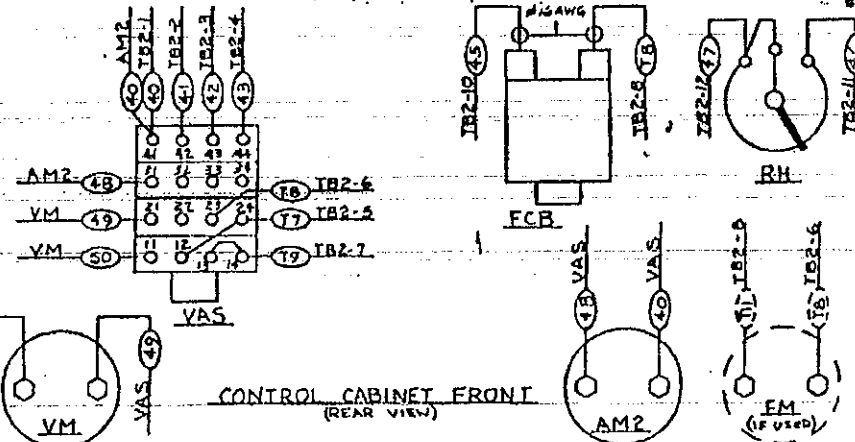 AM2
TB2-1
TB2-2
TB2-3
TB2-4
40
40
41
42
43
41 42 43 44
31 32 33 34
21 22 23 24
11 12 13 14
AM2 48
VM 49
VM 50
T8 TB2-6
T7 TB2-5
T9 TB2-7
VAS
#16AWG
45
TB2-10
T8
TB2-8
FCB
47
TB2-12
TB2-11
RH
VM
49
VAS
CONTROL CABINET FRONT
(REAR VIEW)
VAS
48
VAS
40
AM2
TB2-8
T1
TB2-6
T8
FM
(IF USED)